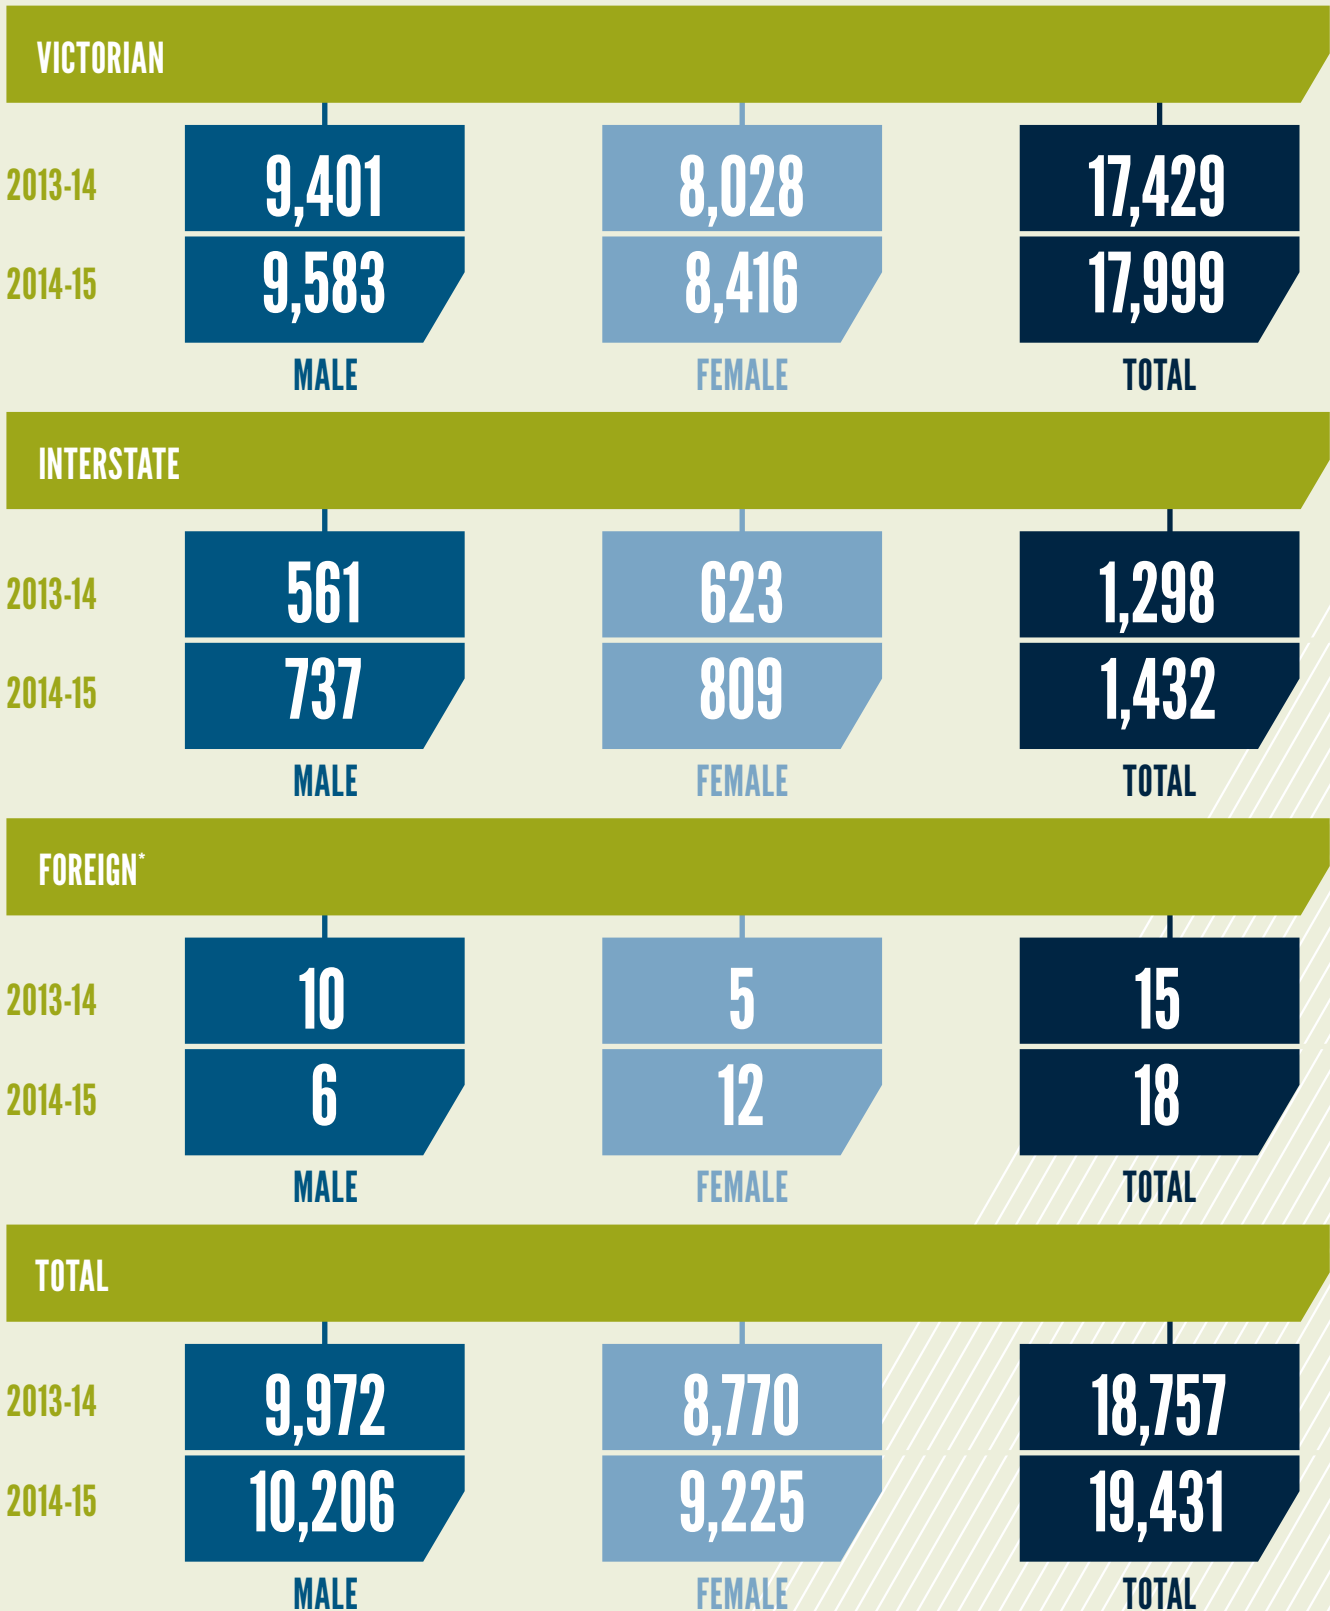 VICTORIAN
2013-14 9,401 8,028 17,429
2014-15 9,583 8,416 17,999
MALE FEMALE TOTAL
INTERSTATE
2013-14 561 623 1,298
2014-15 737 809 1,432
MALE FEMALE TOTAL
FOREIGN*
2013-14 10 5 15
2014-15 6 12 18
MALE FEMALE TOTAL
TOTAL
2013-14 9,972 8,770 18,757
2014-15 10,206 9,225 19,431
MALE FEMALE TOTAL